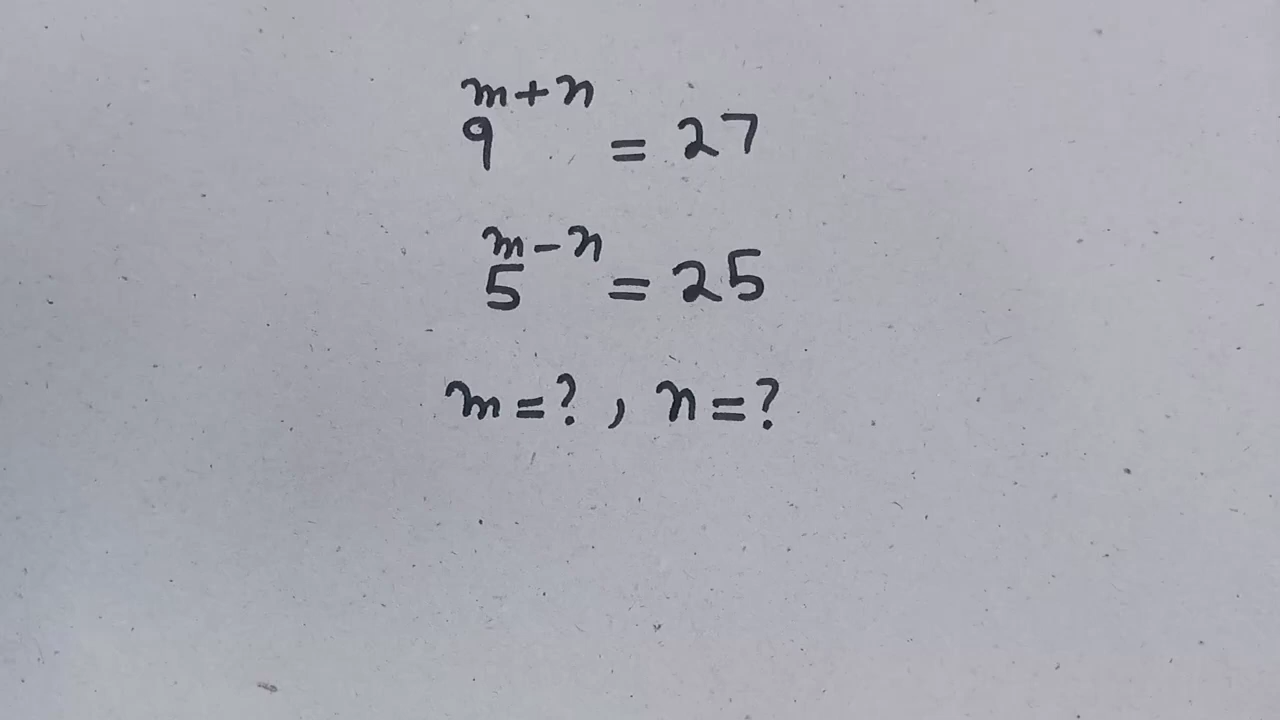 9^{m+n} = 27
5^{m-n} = 25
m=?, n=?